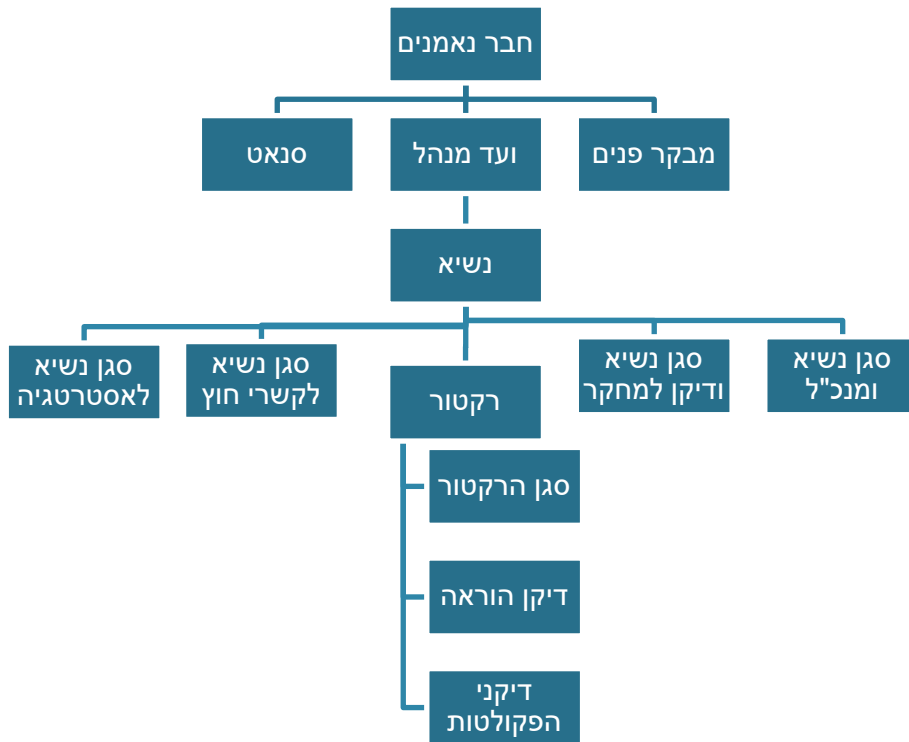 חבר נאמנים
מבקר פנים
ועד מנהל
סנאט
נשיא
סגן נשיא
ומנכ"ל
סגן נשיא
ודיקן למחקר
רקטור
סגן נשיא
לקשרי חוץ
סגן נשיא
לאסטרטגיה
סגן הרקטור
דיקן הוראה
דיקני
הפקולטות